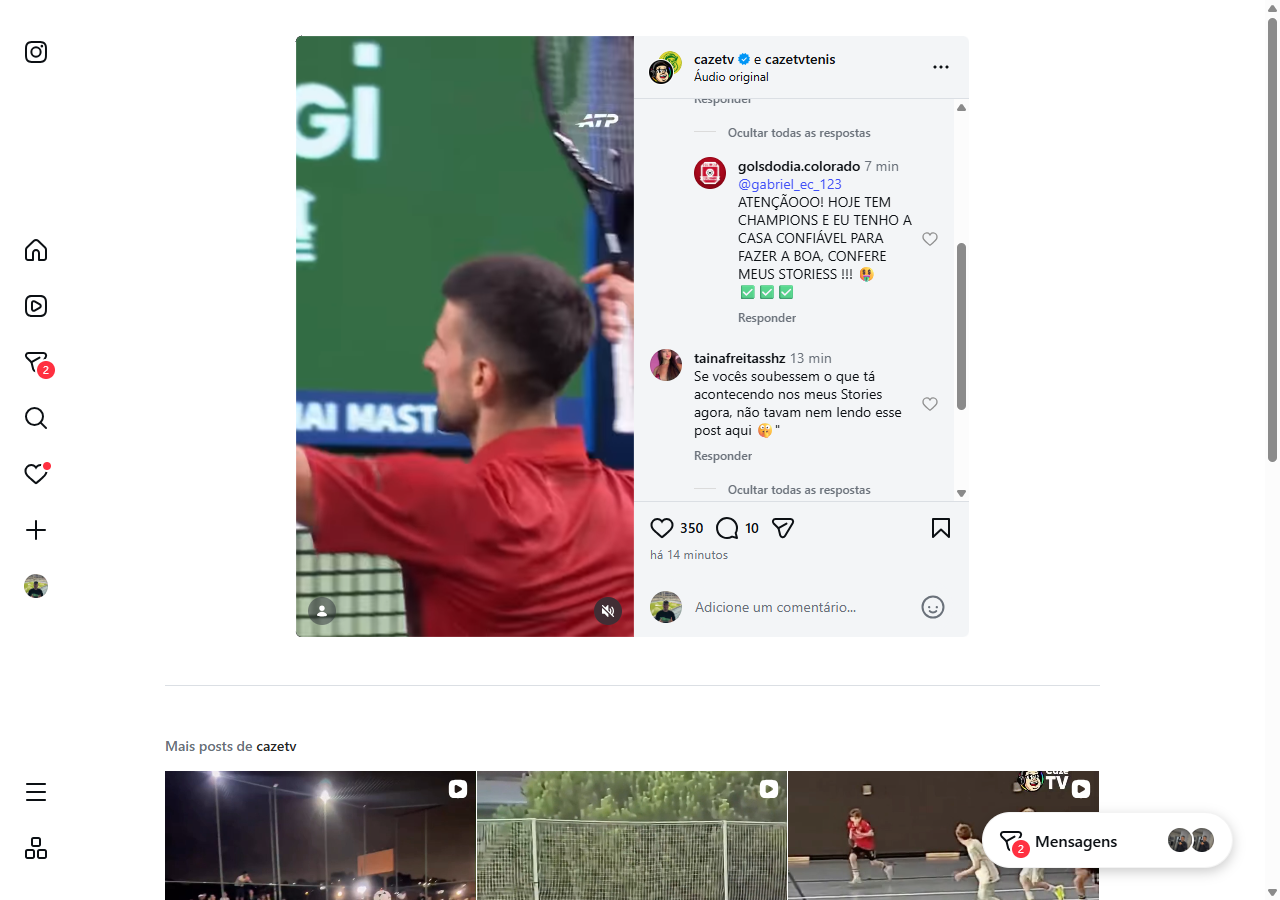 GI
ATP
IAI MAST
cazetv e cazetvtenis
Áudio original
Responder
Ocultar todas as respostas
golsdodia.colorado 7 min
@gabriel_ec_123
ATENÇÃOOO! HOJE TEM
CHAMPIONS E EU TENHO A
CASA CONFIÁVEL PARA
FAZER A BOA, CONFERE
MEUS STORIESS !!! 🤑
✅ ✅ ✅
Responder
tainafreitasshz 13 min
Se vocês soubessem o que tá
acontecendo nos meus Stories
agora, não tavam nem lendo esse
post aqui 🫣 "
Responder
Ocultar todas as respostas
350 10
há 14 minutos
Adicione um comentário...
2
Mais posts de cazetv
CazéTV
2 Mensagens